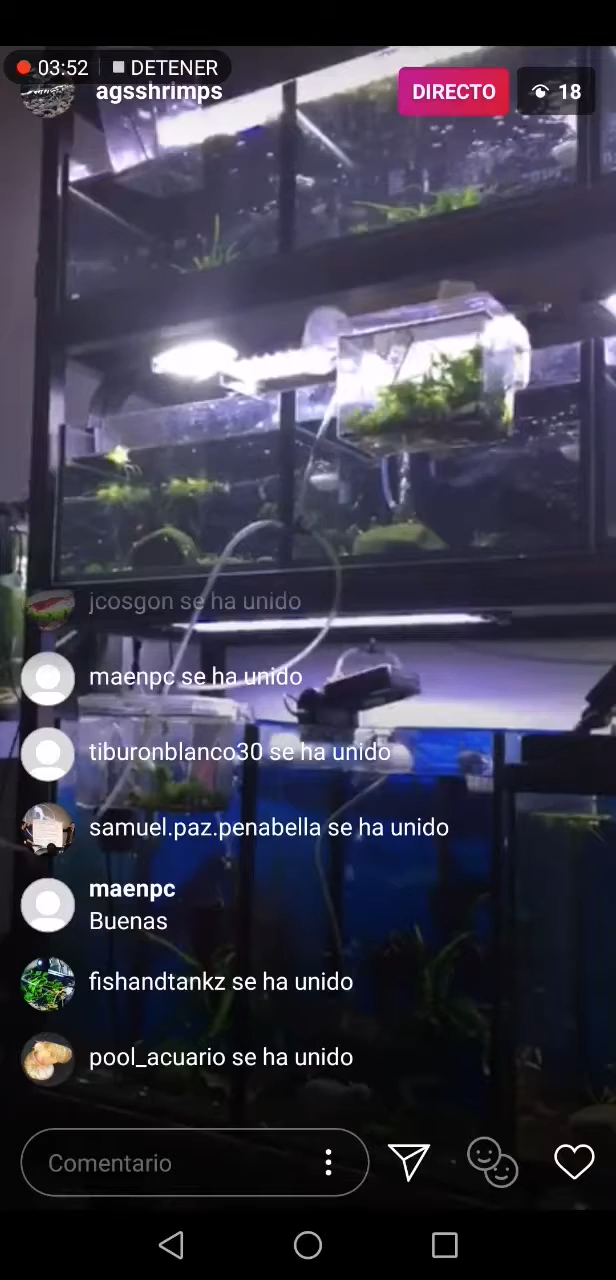 03:52 DETENER
agsshrimps DIRECTO 18
jcosgon se ha unido
maenpc se ha unido
tiburonblanco30 se ha unido
samuel.paz.penabella se ha unido
maenpc
Buenas
fishandtankz se ha unido
pool_acuario se ha unido
Comentario